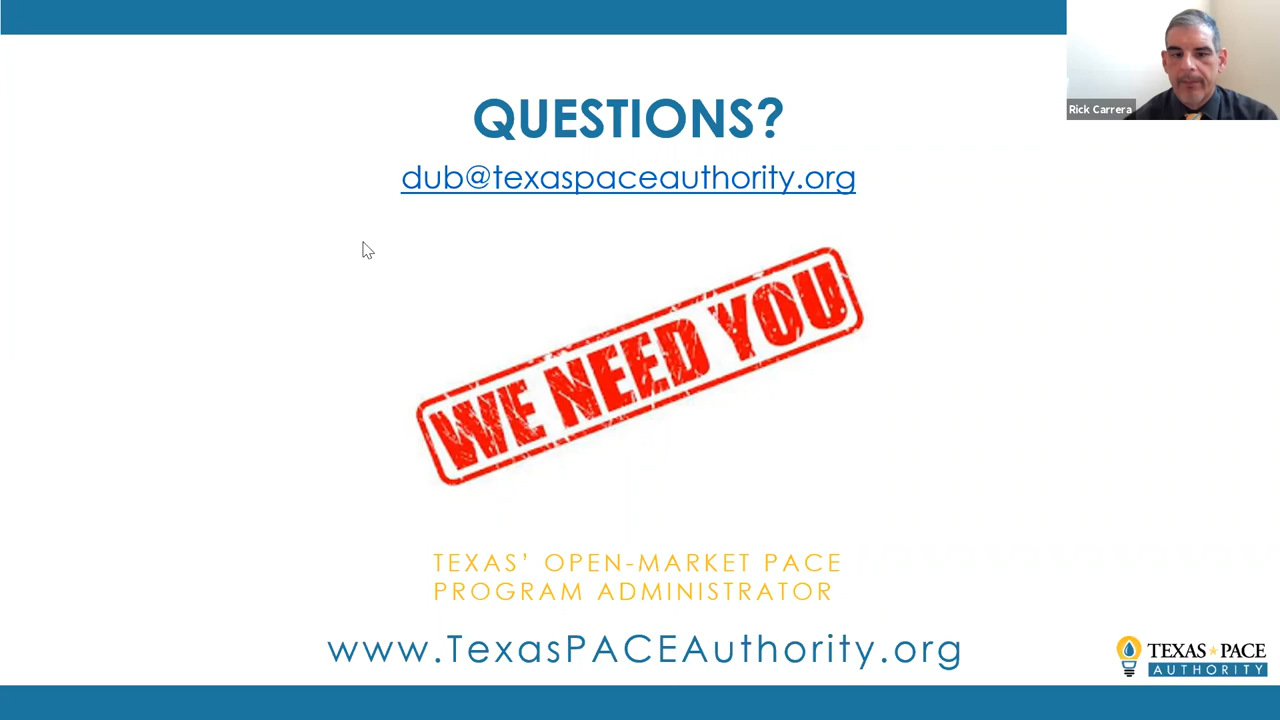 QUESTIONS?
dub@texaspaceauthority.org
Rick Carrera
WE NEED YOU
TEXAS’ OPEN-MARKET PACE
PROGRAM ADMINISTRATOR
www.TexasPACEAuthority.org
TEXAS PACE
AUTHORITY